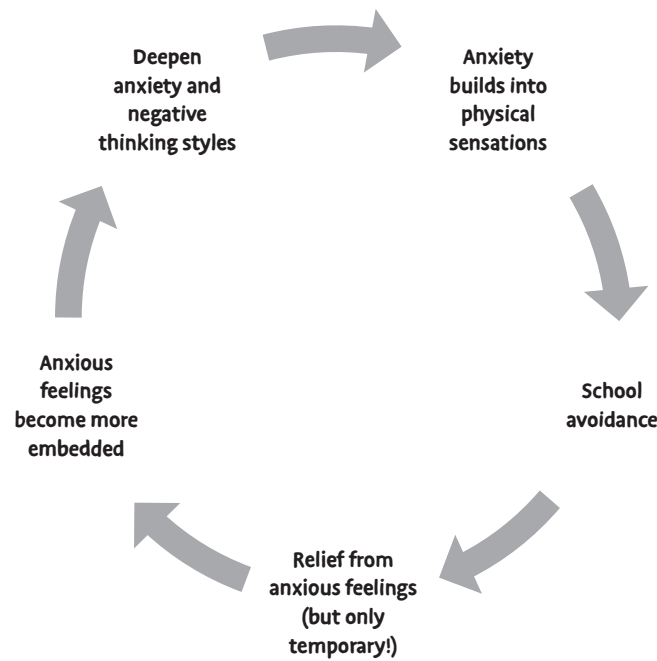 Deepen
anxiety and
negative
thinking styles
Anxiety
builds into
physical
sensations
School
avoidance
Relief from
anxious feelings
(but only
temporary!)
Anxious
feelings
become more
embedded